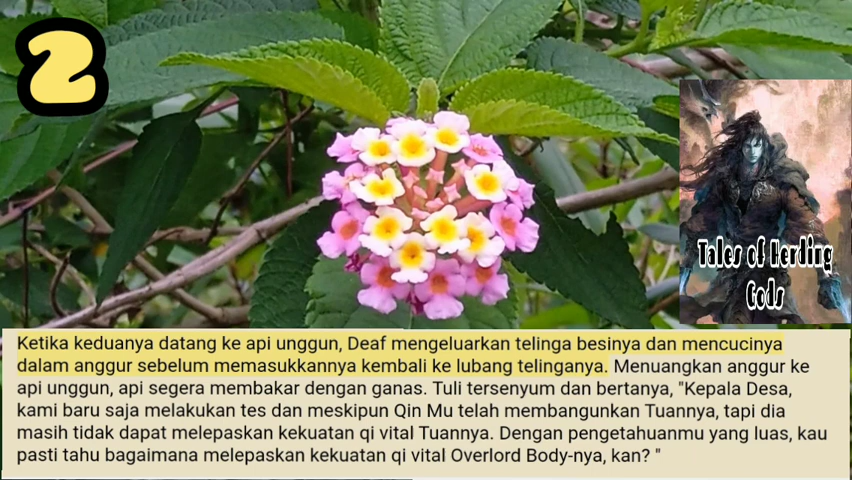 2
Tales of Herding
Gods
Ketika keduanya datang ke api unggun, Deaf mengeluarkan telinga besinya dan mencucinya
dalam anggur sebelum memasukkannya kembali ke lubang telinganya. Menuangkan anggur ke
api unggun, api segera membakar dengan ganas. Tuli tersenyum dan bertanya, "Kepala Desa,
kami baru saja melakukan tes dan meskipun Qin Mu telah membangunkan Tuannya, tapi dia
masih tidak dapat melepaskan kekuatan qi vital Tuannya. Dengan pengetahuanmu yang luas, kau
pasti tahu bagaimana melepaskan kekuatan qi vital Overlord Body-nya, kan? "